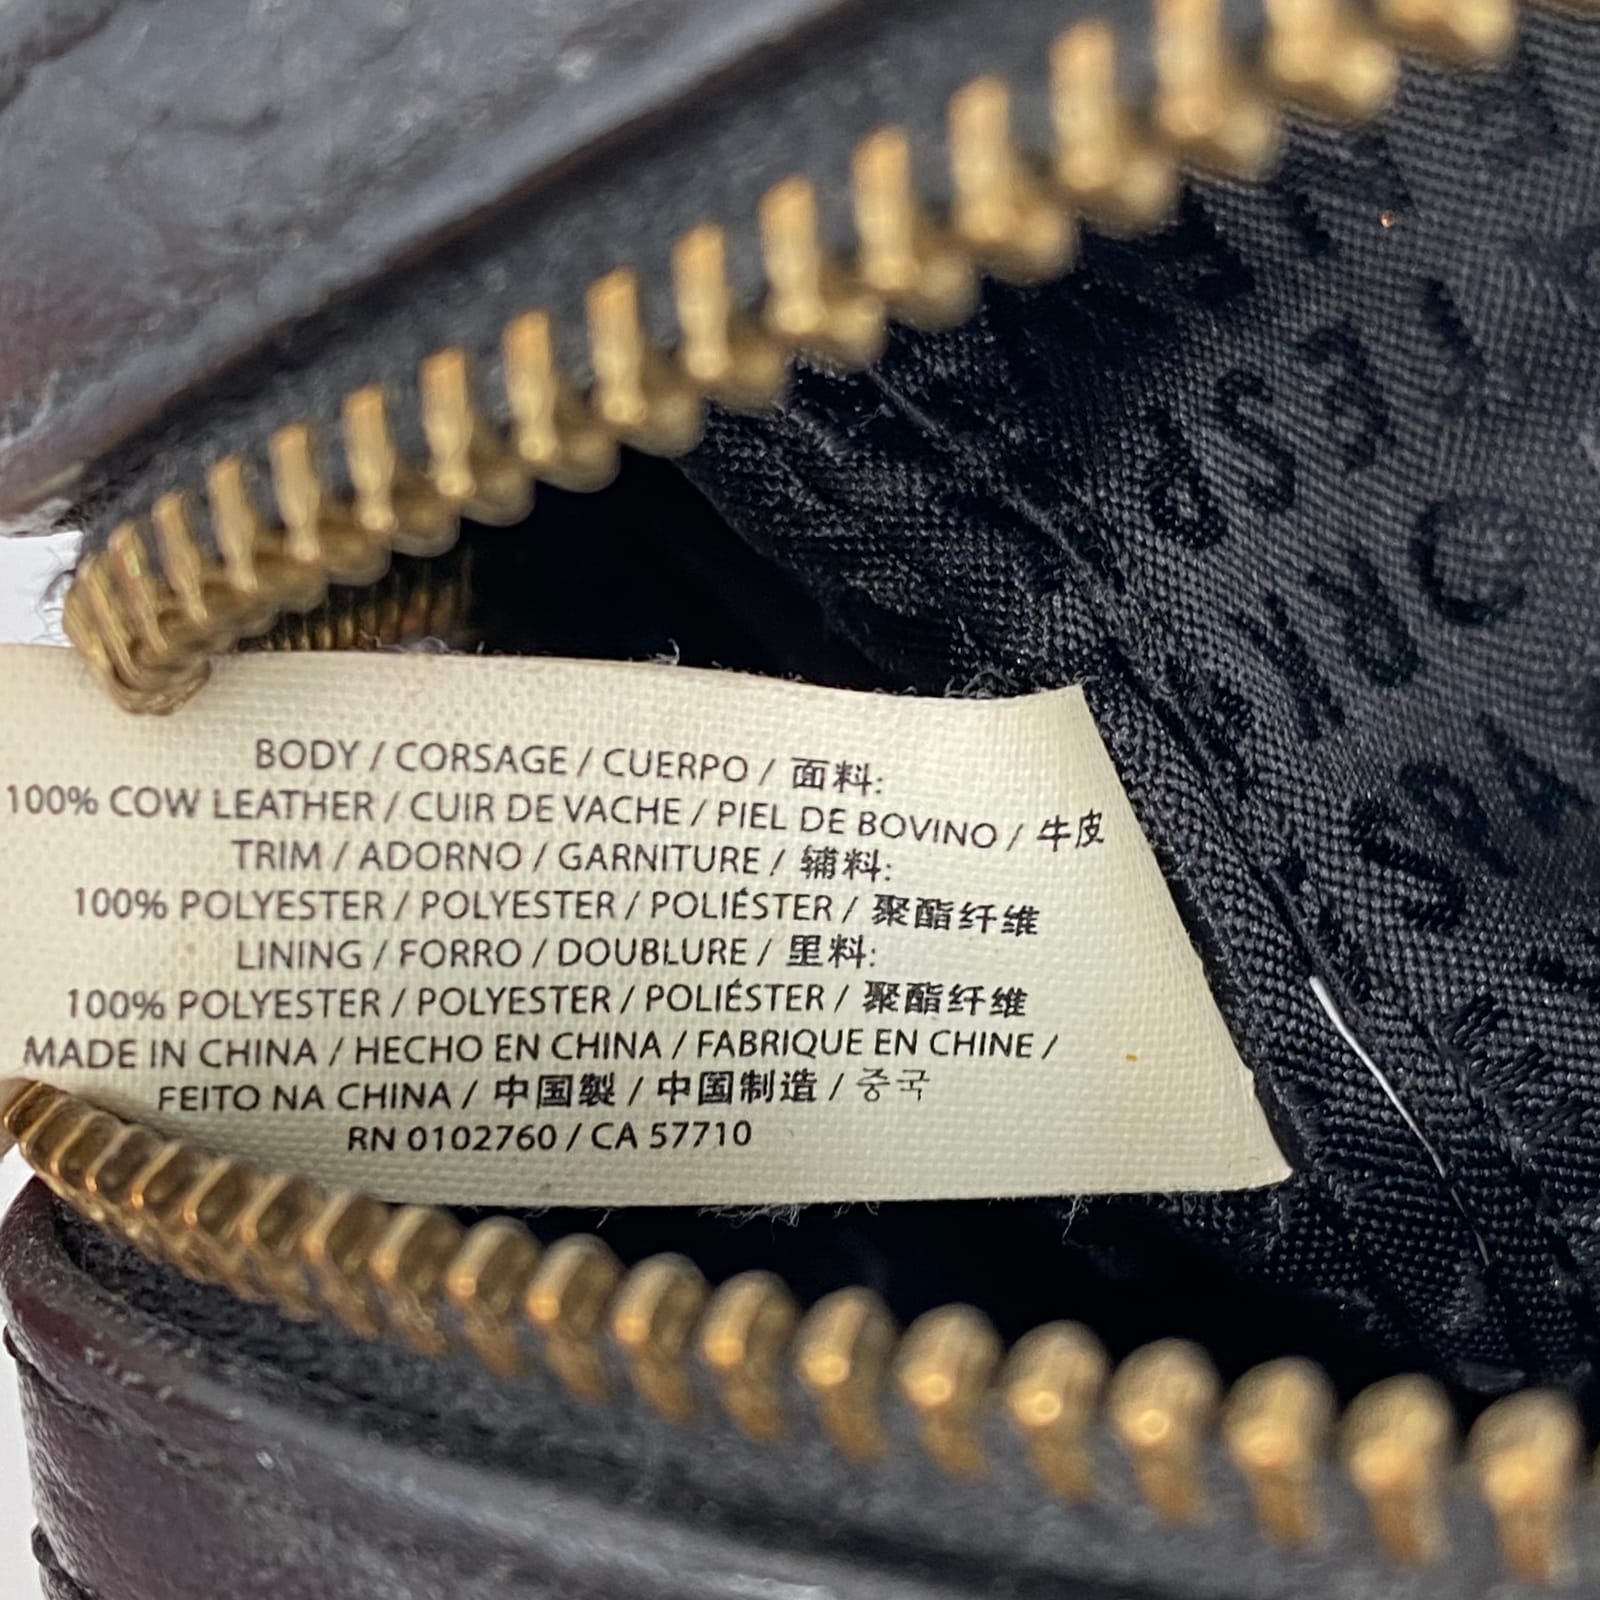 BODY / CORSAGE / CUERPO / 面料:
100% COW LEATHER / CUIR DE VACHE / PIEL DE BOVINO / 牛皮
TRIM / ADORNO / GARNITURE / 辅料:
100% POLYESTER / POLYESTER / POLIÉSTER / 聚酯纤维
LINING / FORRO / DOUBLURE / 里料:
100% POLYESTER / POLYESTER / POLIÉSTER / 聚酯纤维
MADE IN CHINA / HECHO EN CHINA / FABRIQUE EN CHINE /
FEITO NA CHINA / 中国製 / 中国制造 / 중국
RN 0102760 / CA 57710